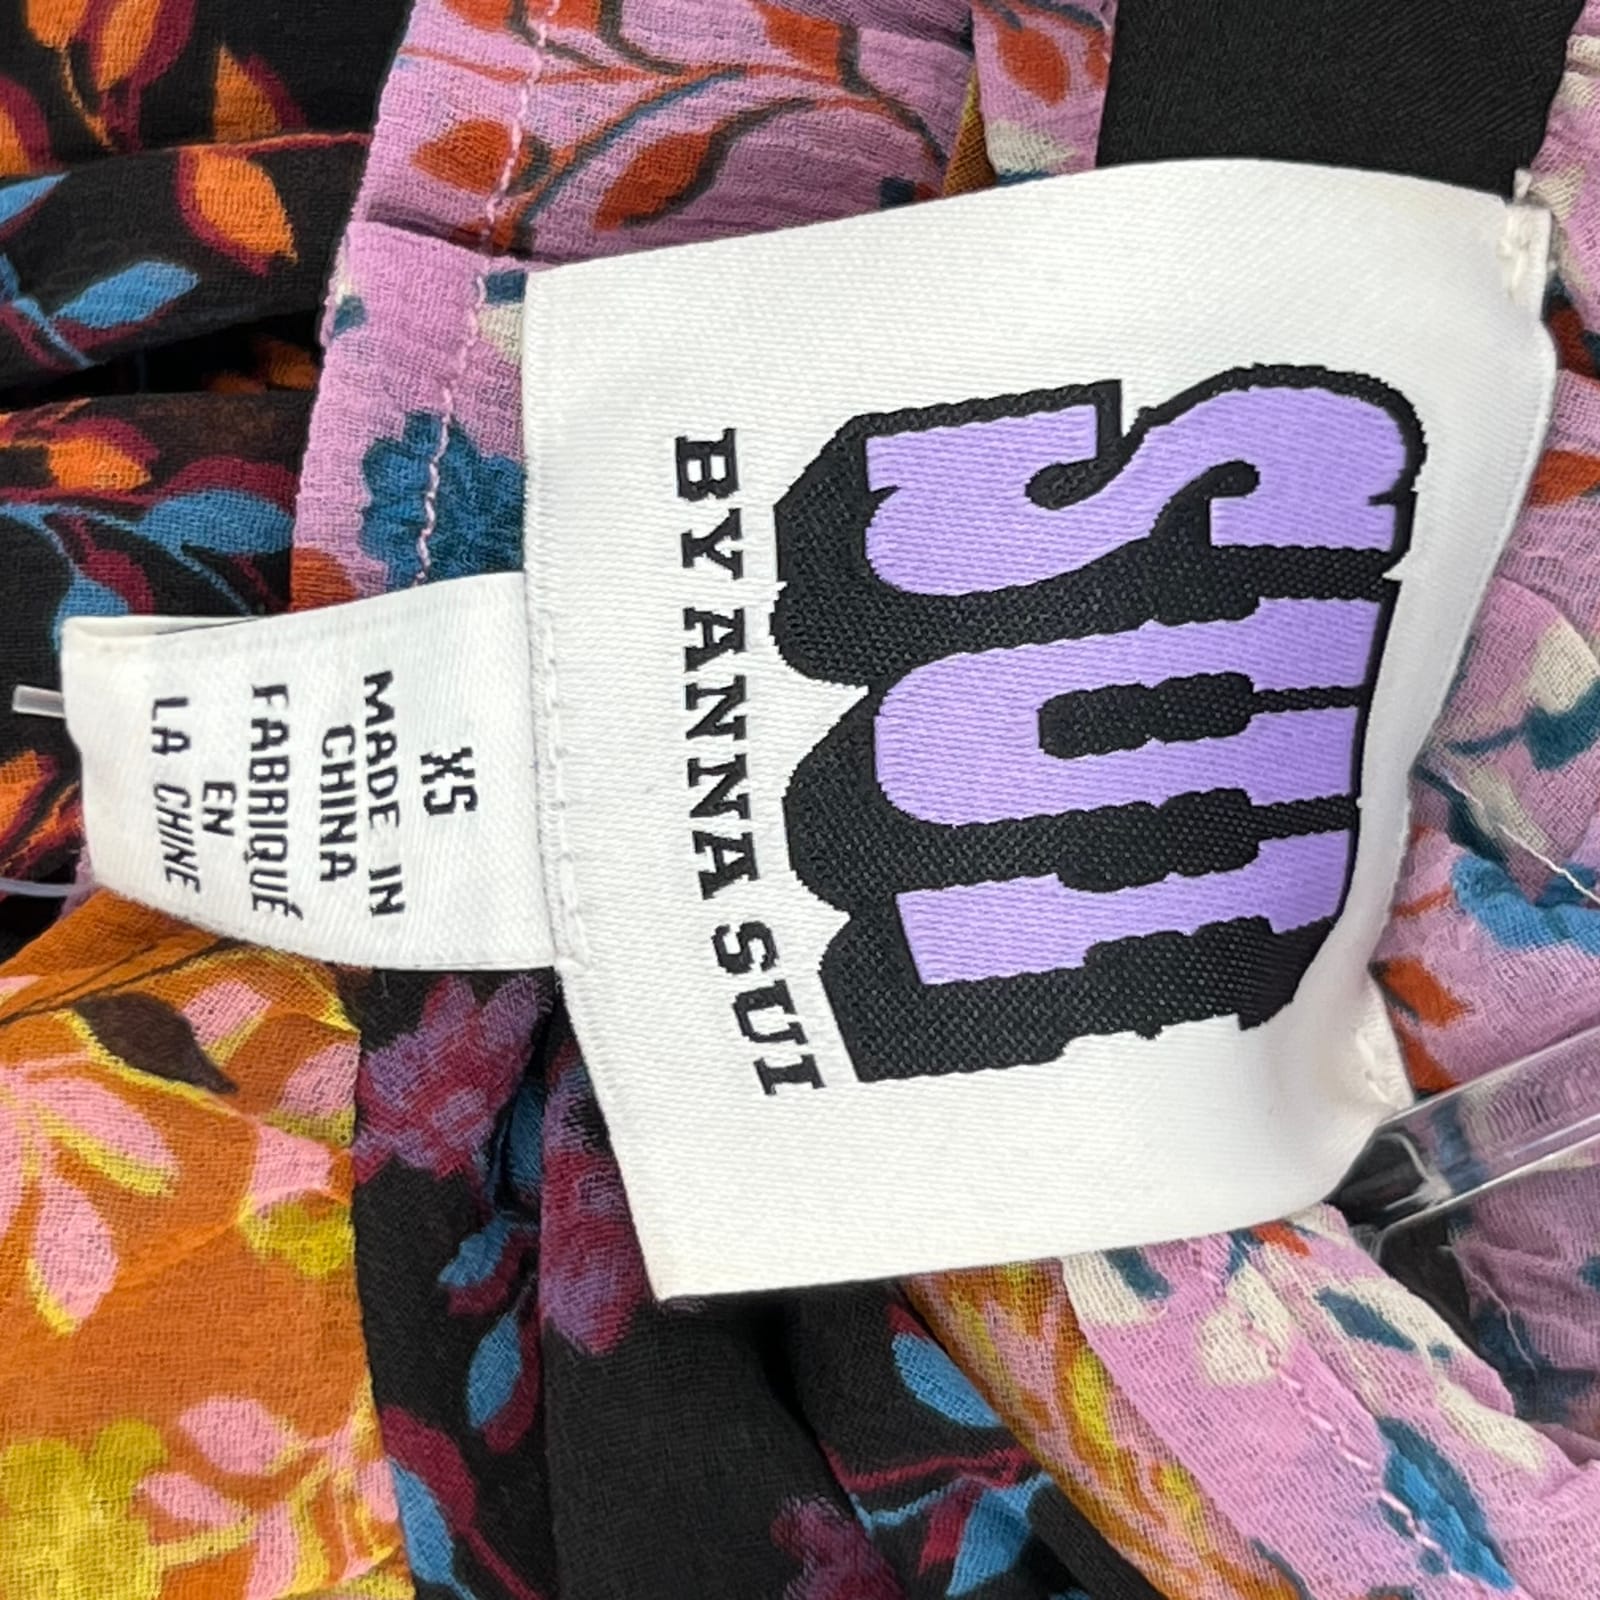 SUI
BY ANNA SUI
XS
MADE IN
CHINA
FABRIQUÉ
EN
LA CHINE